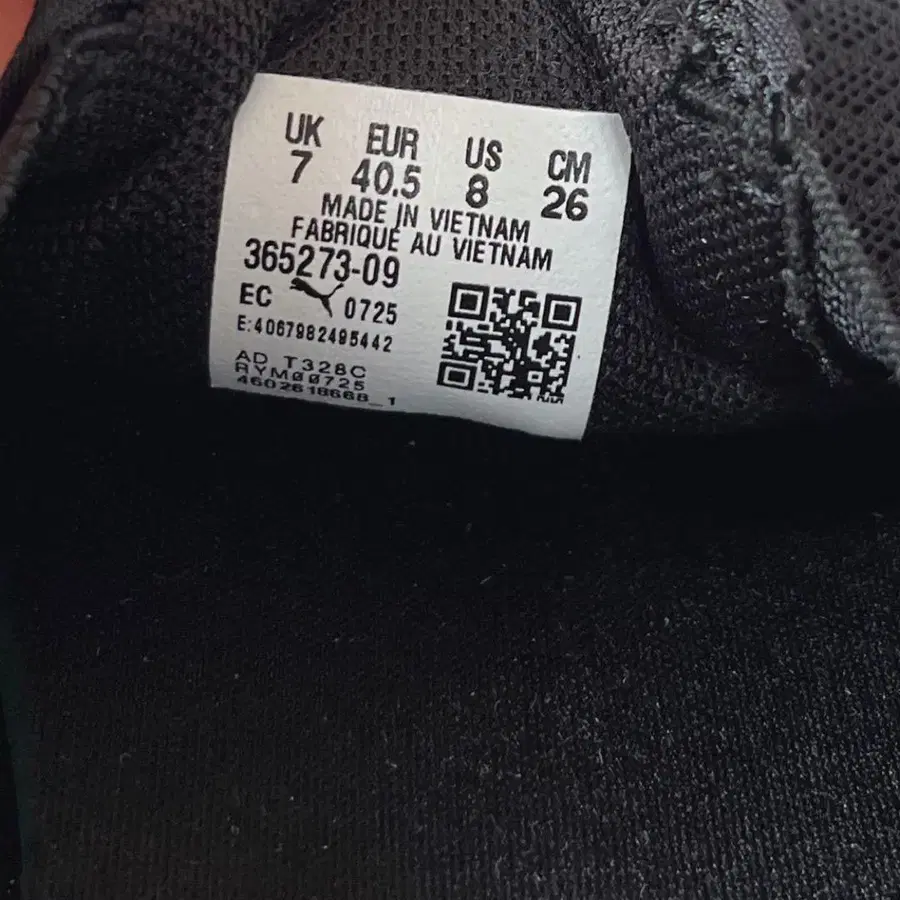 UK EUR US CM
7 40.5 8 26
MADE IN VIETNAM
FABRIQUÉ AU VIETNAM
365273-09
EC 0725
E:4067982495442
AD T328C
RYM00725
4602618668_1